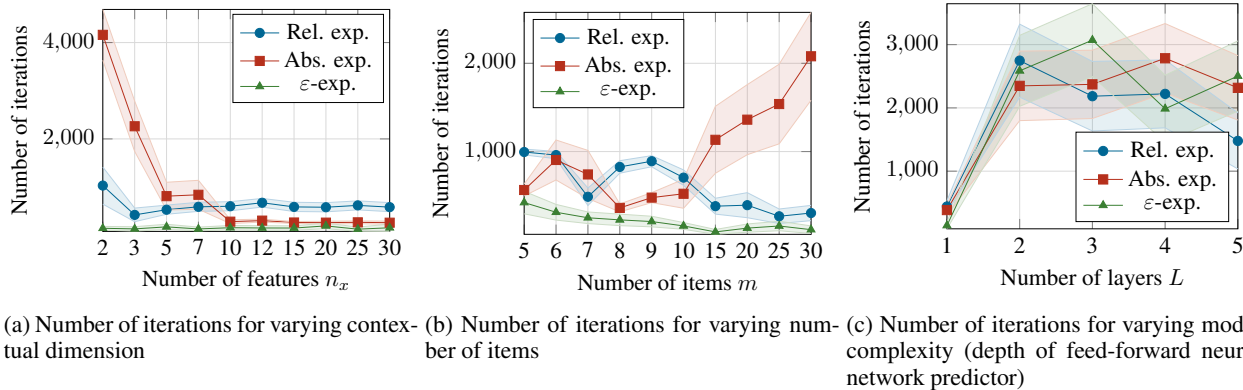 4,000
2,000
Number of iterations
Rel. exp.
Abs. exp.
ε-exp.
2 3 5 7 10 12 15 20 25 30
Number of features n_x
2,000
1,000
Number of iterations
Rel. exp.
Abs. exp.
ε-exp.
5 6 7 8 9 10 15 20 25 30
Number of items m
3,000
2,000
1,000
Number of iterations
Rel. exp.
Abs. exp.
ε-exp.
1 2 3 4 5
Number of layers L
(a) Number of iterations for varying contex-
tual dimension
(b) Number of iterations for varying num-
ber of items
(c) Number of iterations for varying mod
complexity (depth of feed-forward neur
network predictor)